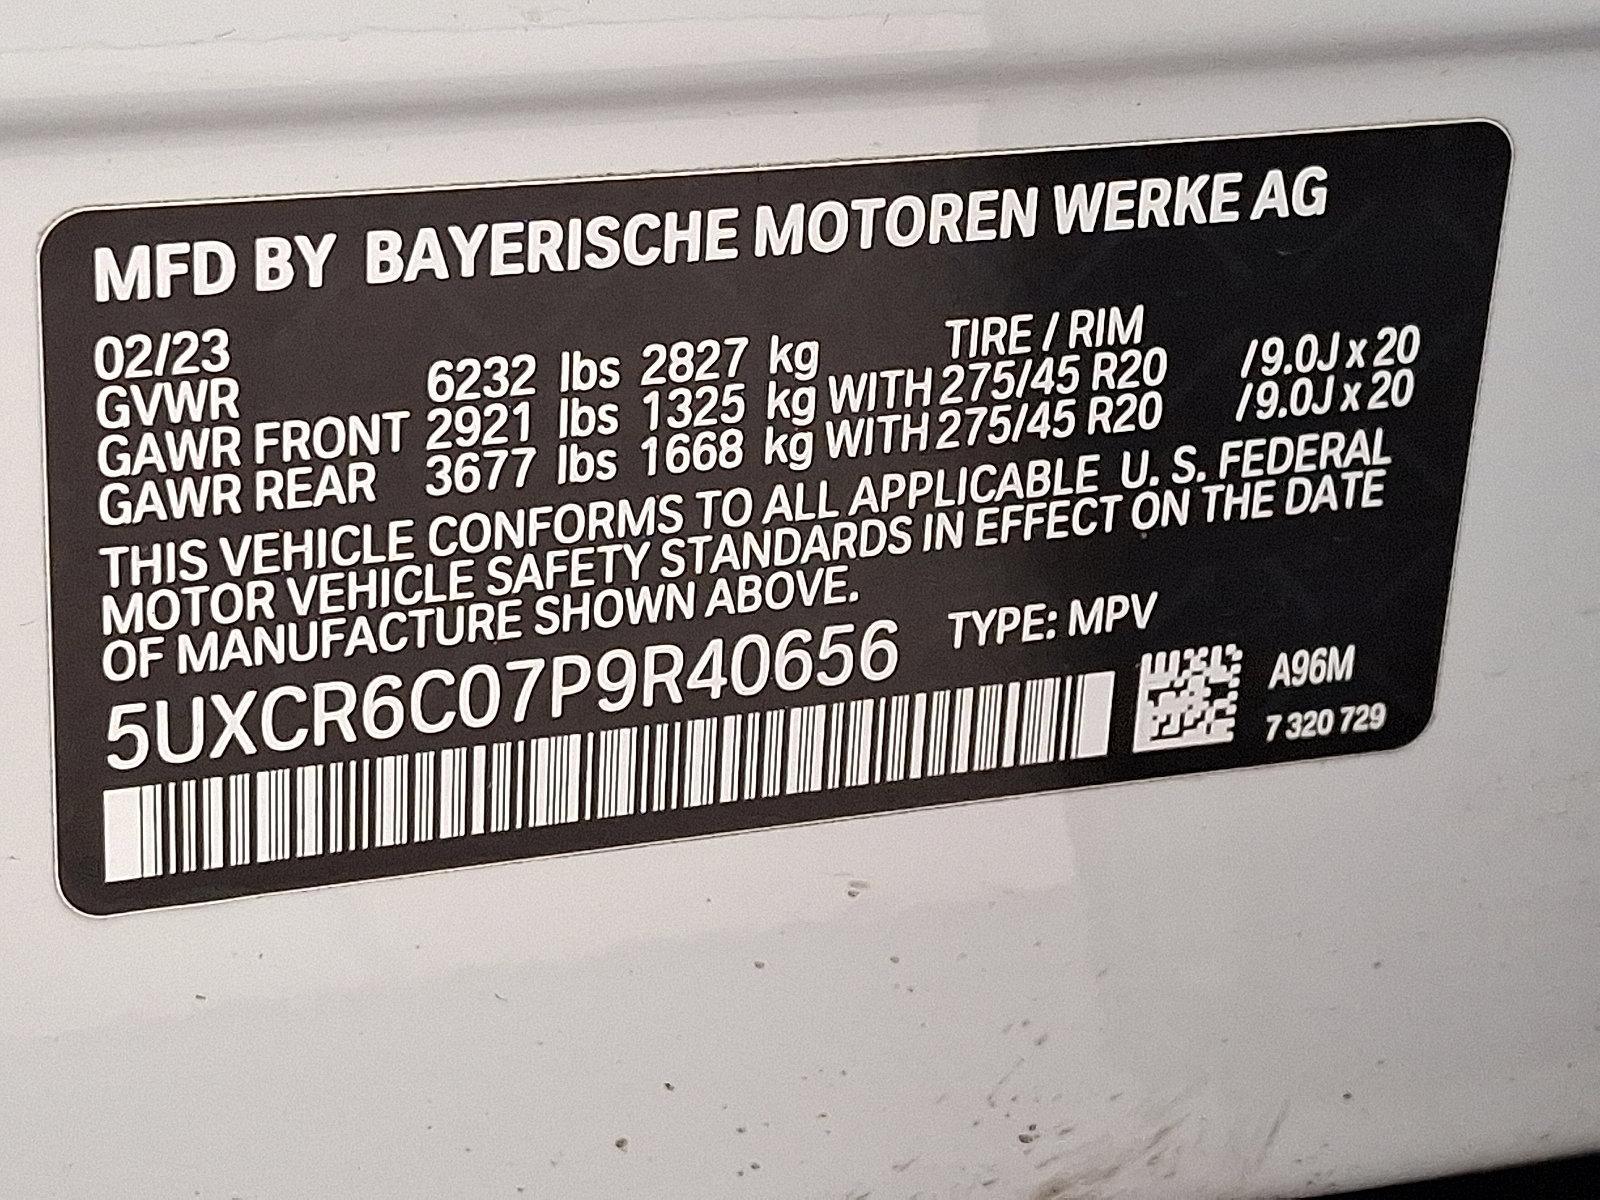 MFD BY BAYERISCHE MOTOREN WERKE AG
02/23 TIRE / RIM
GVWR 6232 lbs 2827 kg
GAWR FRONT 2921 lbs 1325 kg WITH 275/45 R20 /9.0J x 20
GAWR REAR 3677 lbs 1668 kg WITH 275/45 R20 /9.0J x 20
THIS VEHICLE CONFORMS TO ALL APPLICABLE U. S. FEDERAL
MOTOR VEHICLE SAFETY STANDARDS IN EFFECT ON THE DATE
OF MANUFACTURE SHOWN ABOVE.
5UXCR6C07P9R40656 TYPE: MPV
A96M
7 320 729